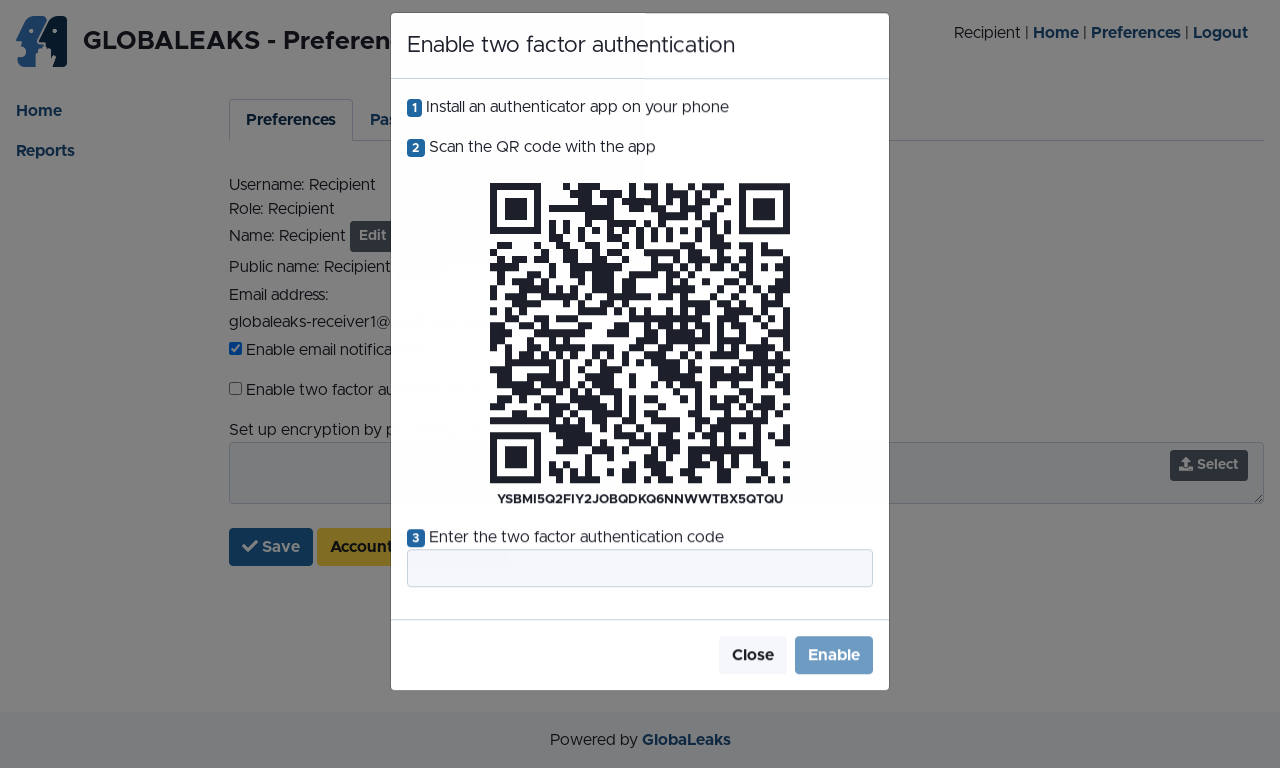 GLOBALEAKS - Preferen
Recipient | Home | Preferences | Logout
Home
Reports
Preferences
Pas
Username: Recipient
Role: Recipient
Name: Recipient Edit
Public name: Recipient
Email address:
globaleaks-receiver1@
Enable email notifica
Enable two factor au
Set up encryption by p
Select
Save
Account
Enable two factor authentication
1 Install an authenticator app on your phone
2 Scan the QR code with the app
YSBMI5Q2FIY2JOBQDKQ6NNWWTBX5QTQU
3 Enter the two factor authentication code
Close
Enable
Powered by GlobaLeaks